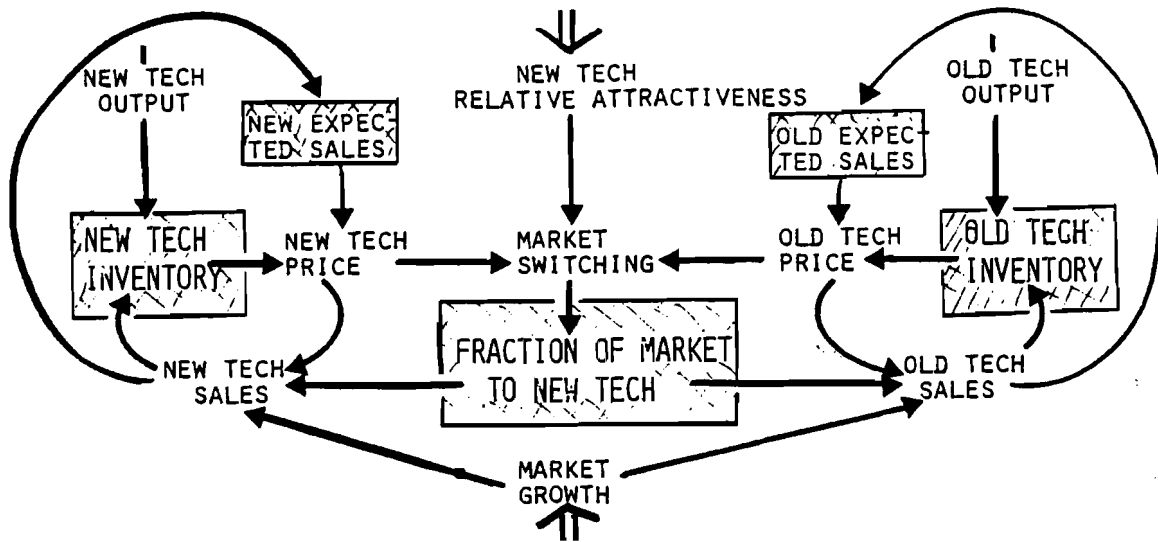 NEW TECH
OUTPUT
NEW TECH
RELATIVE ATTRACTIVENESS
OLD TECH
OUTPUT
NEW EXPEC-
TED SALES
OLD EXPEC-
TED SALES
NEW TECH
INVENTORY
NEW TECH
PRICE
MARKET
SWITCHING
OLD TECH
PRICE
OLD TECH
INVENTORY
FRACTION OF MARKET
TO NEW TECH
NEW TECH
SALES
OLD TECH
SALES
MARKET
GROWTH